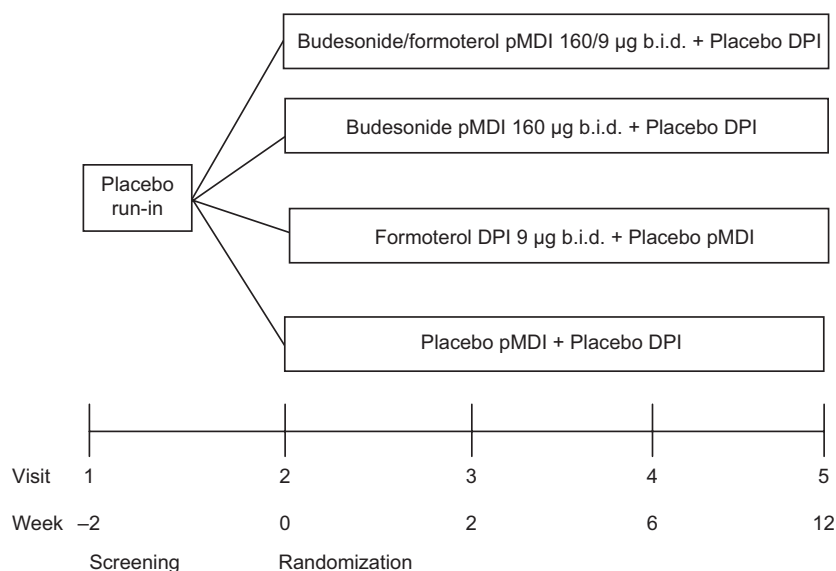 Budesonide/formoterol pMDI 160/9 µg b.i.d. + Placebo DPI
Budesonide pMDI 160 µg b.i.d. + Placebo DPI
Placebo
run-in
Formoterol DPI 9 µg b.i.d. + Placebo pMDI
Placebo pMDI + Placebo DPI
Visit 1 2 3 4 5
Week –2 0 2 6 12
Screening Randomization